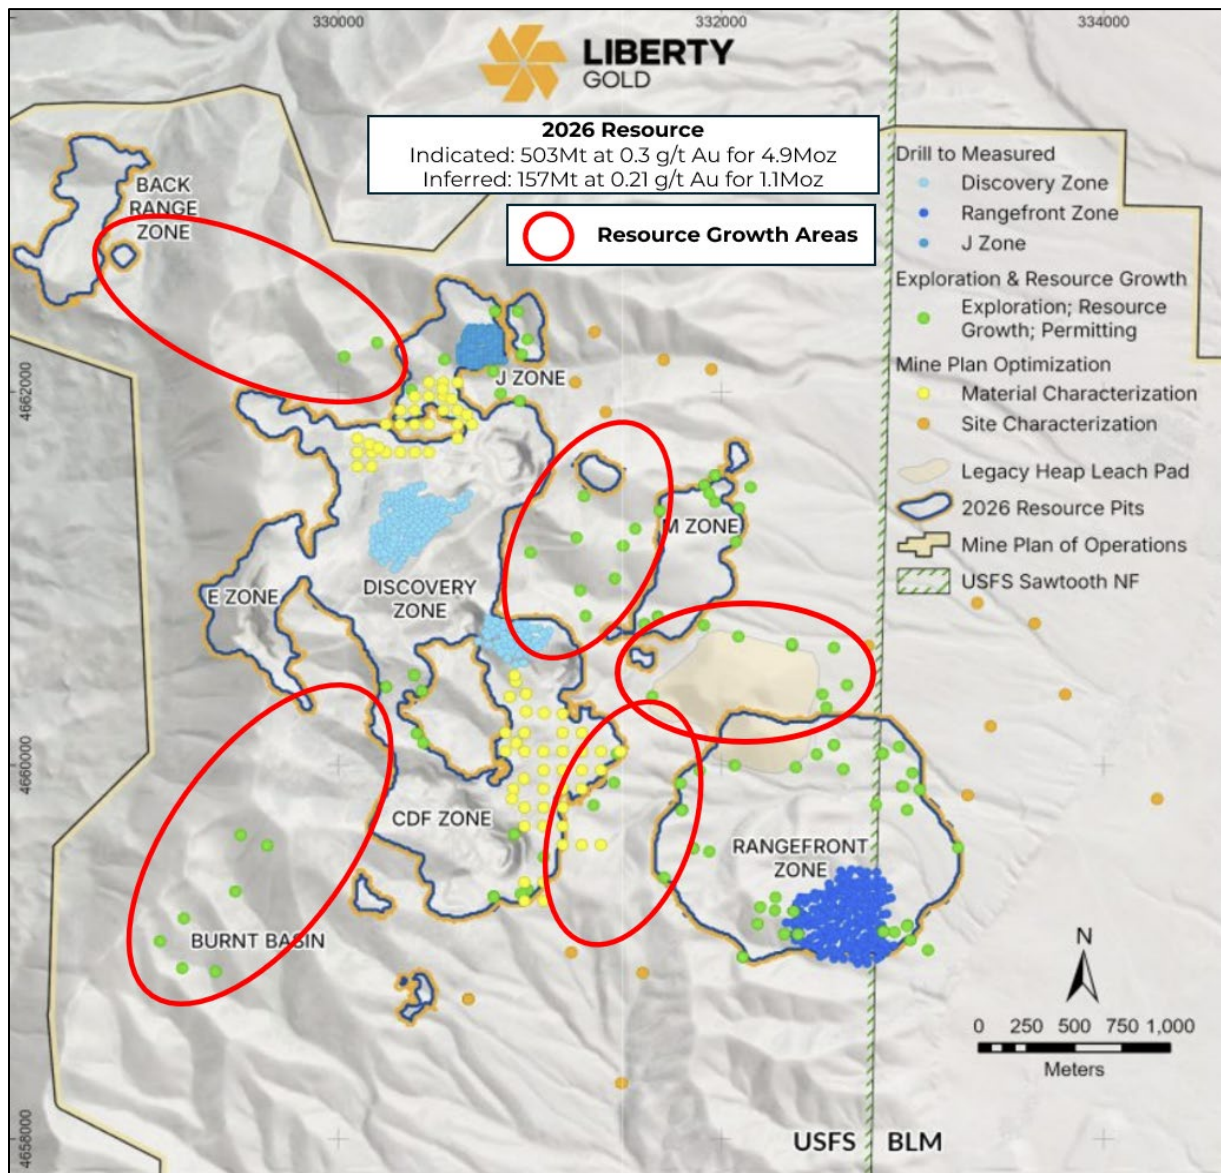 330000
332000
334000
LIBERTY
GOLD
2026 Resource
Indicated: 503Mt at 0.3 g/t Au for 4.9Moz
Inferred: 157Mt at 0.21 g/t Au for 1.1Moz
Resource Growth Areas
Drill to Measured
Discovery Zone
Rangefront Zone
J Zone
Exploration & Resource Growth
Exploration; Resource
Growth; Permitting
Mine Plan Optimization
Material Characterization
Site Characterization
Legacy Heap Leach Pad
2026 Resource Pits
Mine Plan of Operations
USFS Sawtooth NF
BACK
RANGE
ZONE
J ZONE
4662000
M ZONE
E ZONE
DISCOVERY
ZONE
4660000
CDF ZONE
RANGEFRONT
ZONE
BURNT BASIN
N
0 250 500 750 1,000
Meters
4658000
USFS BLM